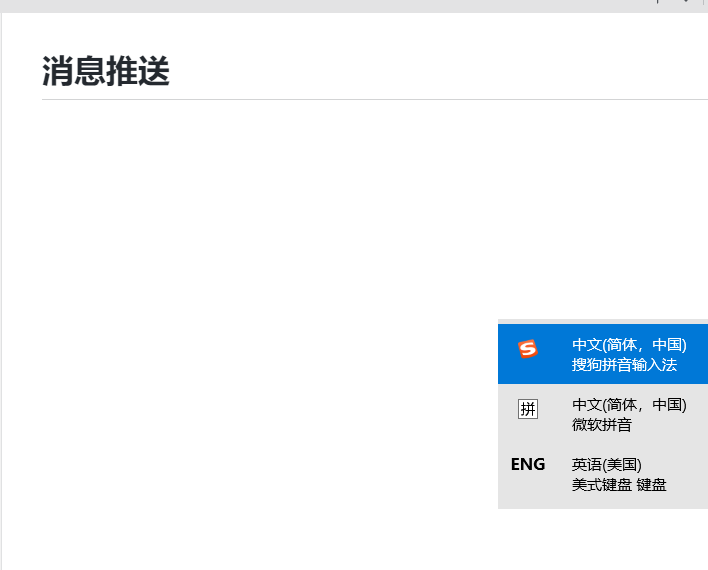 消息推送
中文(简体，中国)
搜狗拼音输入法
拼
中文(简体，中国)
微软拼音
ENG
英语(美国)
美式键盘 键盘